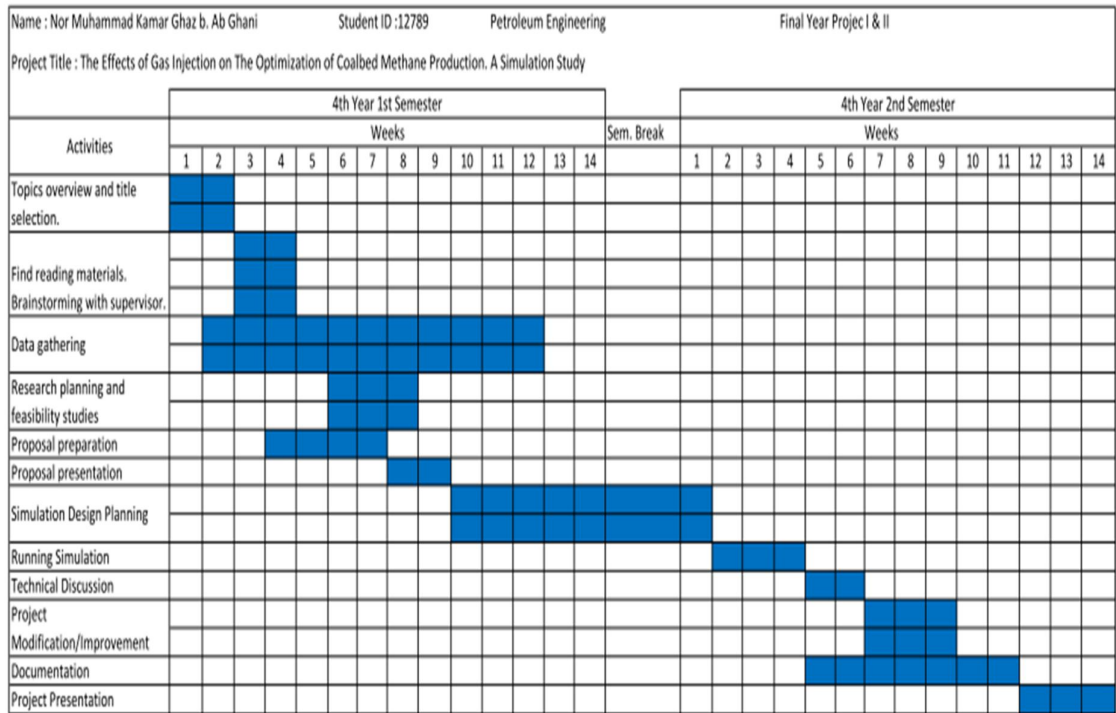 Name : Nor Muhammad Kamar Ghaz b. Ab Ghani Student ID :12789 Petroleum Engineering Final Year Projec I & II
Project Title : The Effects of Gas Injection on The Optimization of Coalbed Methane Production. A Simulation Study
4th Year 1st Semester 4th Year 2nd Semester
Activities Weeks Sem. Break Weeks
1 2 3 4 5 6 7 8 9 10 11 12 13 14 1 2 3 4 5 6 7 8 9 10 11 12 13 14
Topics overview and title
selection.
Find reading materials.
Brainstorming with supervisor.
Data gathering
Research planning and
feasibility studies
Proposal preparation
Proposal presentation
Simulation Design Planning
Running Simulation
Technical Discussion
Project
Modification/Improvement
Documentation
Project Presentation